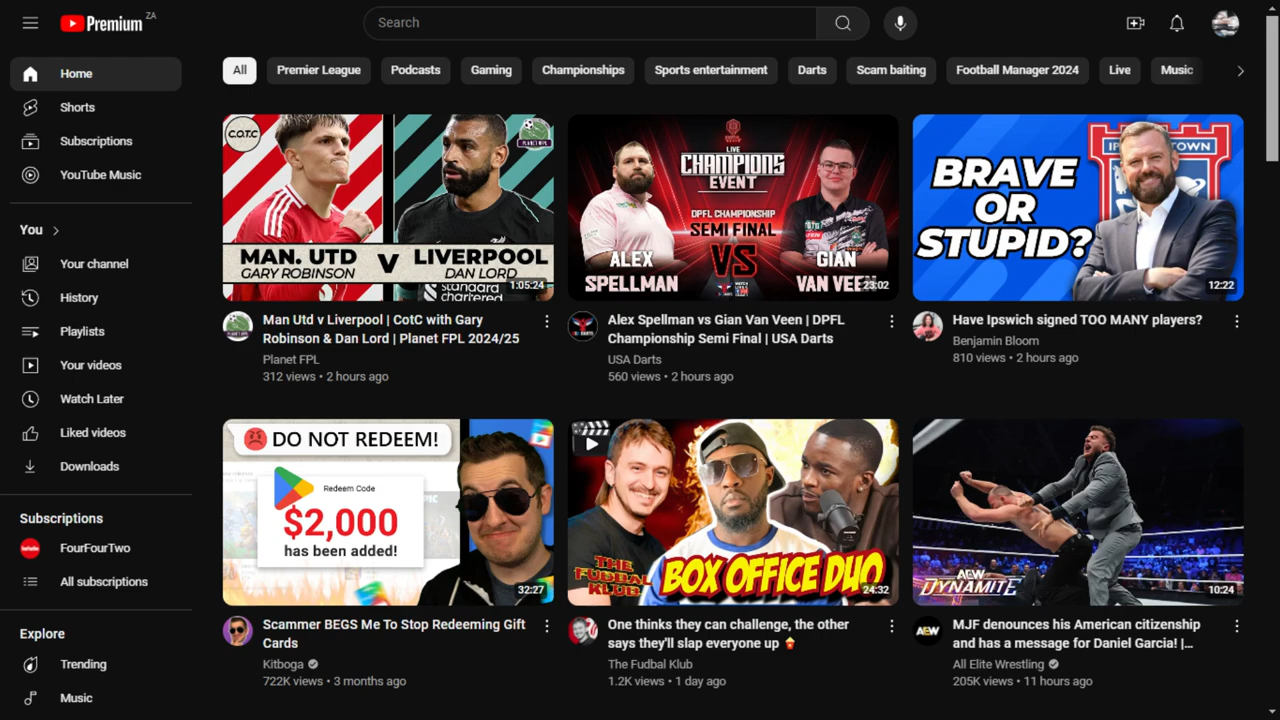 Premium ZA
Search
Home
Shorts
Subscriptions
YouTube Music
You
Your channel
History
Playlists
Your videos
Watch Later
Liked videos
Downloads
Subscriptions
FourFourTwo
All subscriptions
Explore
Trending
Music
All
Premier League
Podcasts
Gaming
Championships
Sports entertainment
Darts
Scam baiting
Football Manager 2024
Live
Music
C.O.T.C
PLANET FPL
MAN. UTD V LIVERPOOL
GARY ROBINSON
DAN LORD
standard
chartered
1:05:24
Man Utd v Liverpool | CotC with Gary
Robinson & Dan Lord | Planet FPL 2024/25
Planet FPL
312 views • 2 hours ago
LIVE
CHAMPIONS
EVENT
DPFL CHAMPIONSHIP
SEMI FINAL
VS
ALEX
SPELLMAN
GIAN
VAN VEEN
23:02
Alex Spellman vs Gian Van Veen | DPFL
Championship Semi Final | USA Darts
USA Darts
560 views • 2 hours ago
BRAVE
OR
STUPID?
12:22
Have Ipswich signed TOO MANY players?
Benjamin Bloom
810 views • 2 hours ago
DO NOT REDEEM!
Redeem Code
$2,000
has been added!
32:27
Scammer BEGS Me To Stop Redeeming Gift
Cards
Kitboga
722K views • 3 months ago
THE
FUDBAL
KLUB
BOX OFFICE DUO
24:32
One thinks they can challenge, the other
says they'll slap everyone up 🍿
The Fudbal Klub
1.2K views • 1 day ago
AEW
DYNAMITE
10:24
MJF denounces his American citizenship
and has a message for Daniel Garcia! |...
AEW
All Elite Wrestling
205K views • 11 hours ago